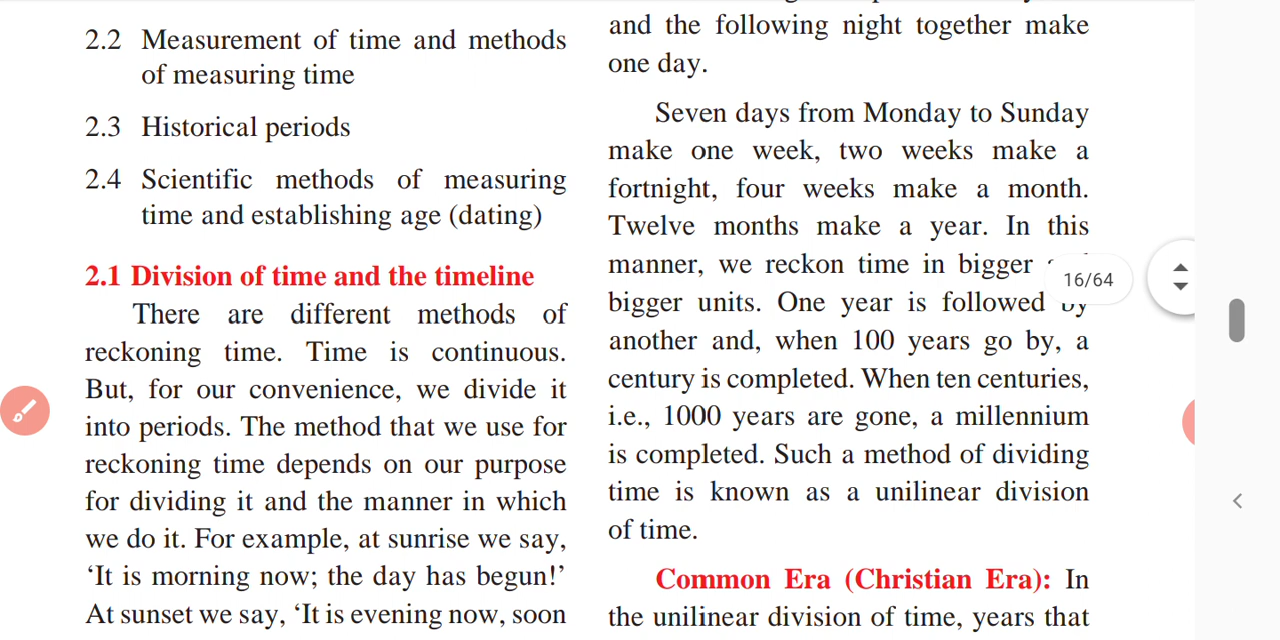 2.2 Measurement of time and methods
of measuring time
2.3 Historical periods
2.4 Scientific methods of measuring
time and establishing age (dating)
2.1 Division of time and the timeline
There are different methods of
reckoning time. Time is continuous.
But, for our convenience, we divide it
into periods. The method that we use for
reckoning time depends on our purpose
for dividing it and the manner in which
we do it. For example, at sunrise we say,
‘It is morning now; the day has begun!’
At sunset we say, ‘It is evening now, soon
and the following night together make
one day.
Seven days from Monday to Sunday
make one week, two weeks make a
fortnight, four weeks make a month.
Twelve months make a year. In this
manner, we reckon time in bigger
bigger units. One year is followed by
another and, when 100 years go by, a
century is completed. When ten centuries,
i.e., 1000 years are gone, a millennium
is completed. Such a method of dividing
time is known as a unilinear division
of time.
Common Era (Christian Era): In
the unilinear division of time, years that
16/64